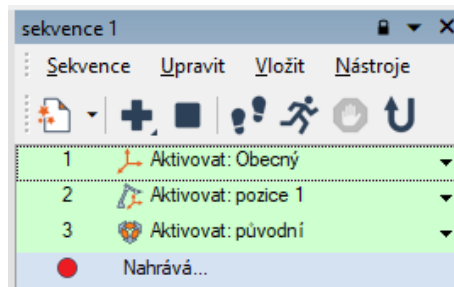 sekvence 1
Sekvence Upravit Vložit Nástroje
1 Aktivovat: Obecný
2 Aktivovat: pozice 1
3 Aktivovat: původní
Nahrává...